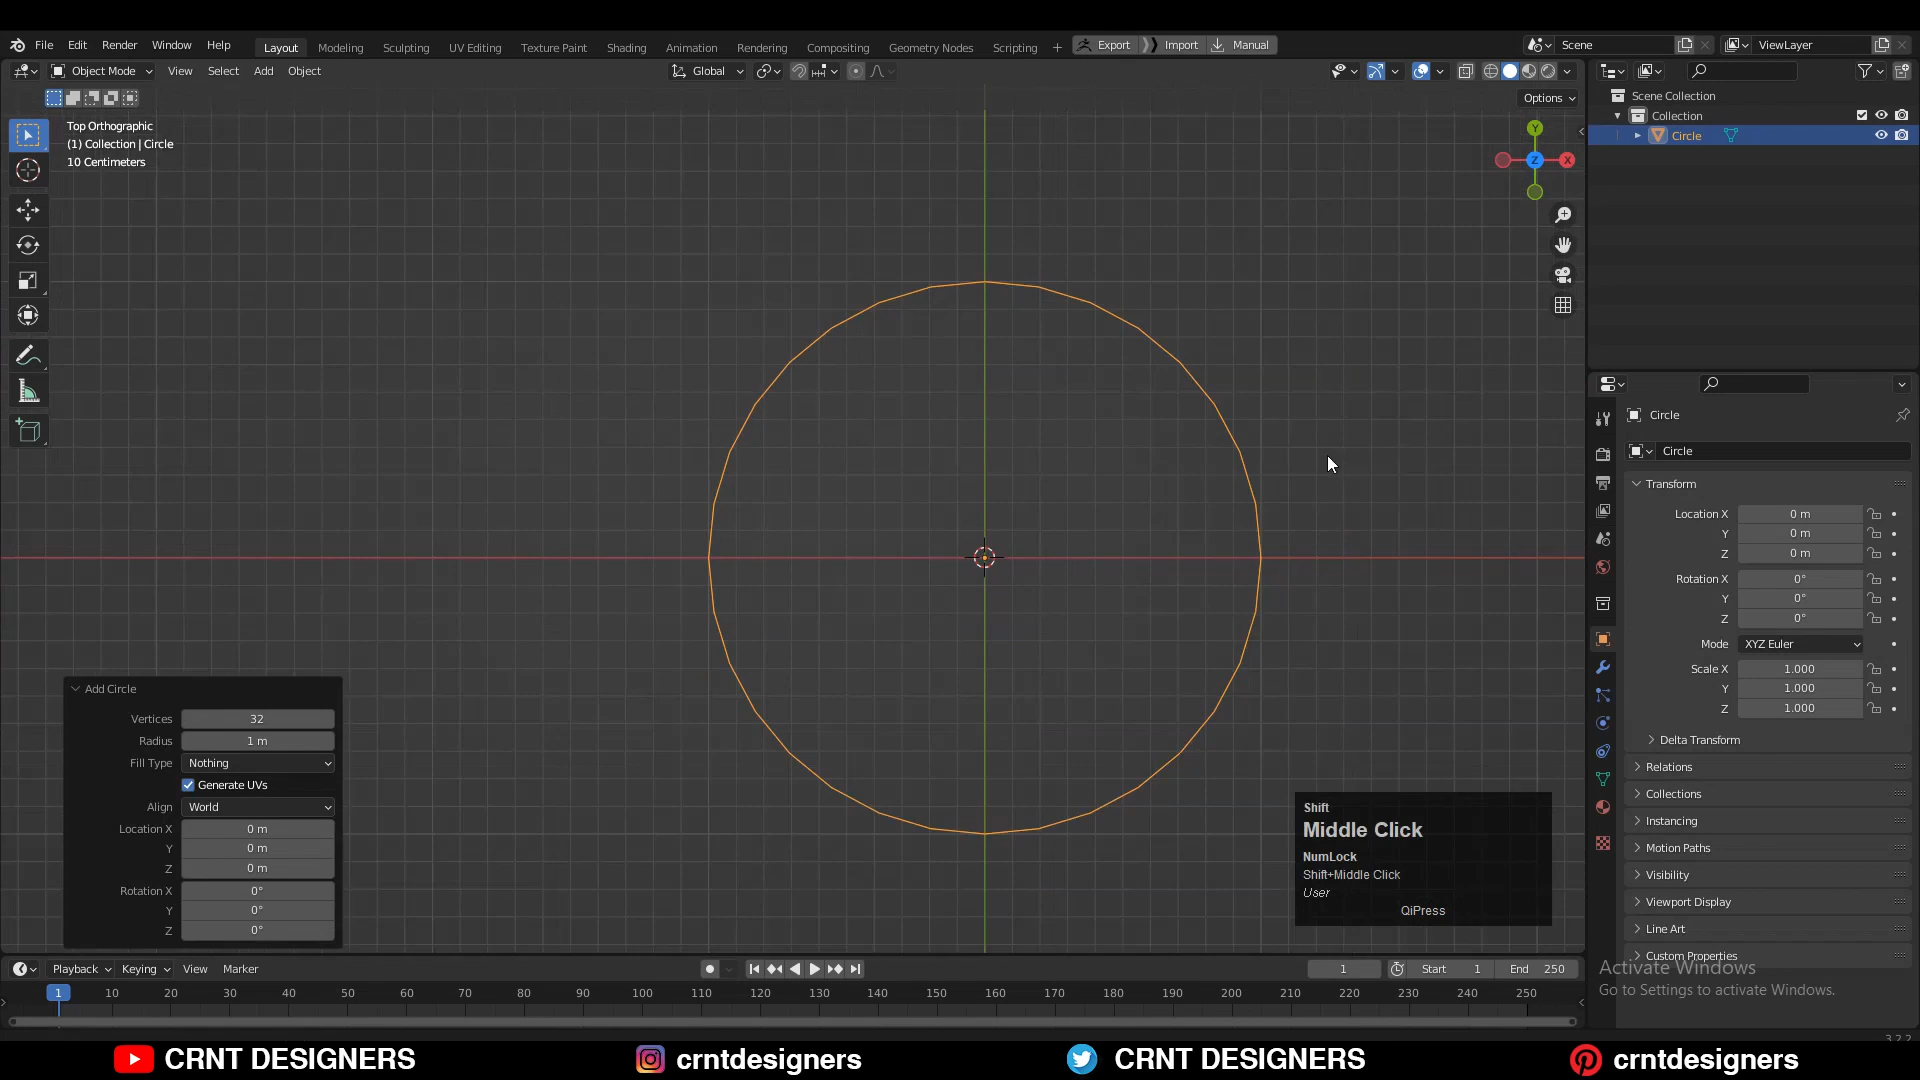 File Edit Render Window Help Layout Modeling Sculpting UV Editing Texture Paint Shading Animation Rendering Compositing Geometry Nodes Scripting + Export Import Manual Scene ViewLayer
Object Mode View Select Add Object Global
Options
Top Orthographic
(1) Collection | Circle
10 Centimeters
Y
Z X
Scene Collection
Collection
Circle
Circle
Circle
Transform
Location X 0 m
Y 0 m
Z 0 m
Rotation X 0°
Y 0°
Z 0°
Mode XYZ Euler
Scale X 1.000
Y 1.000
Z 1.000
Delta Transform
Relations
Collections
Instancing
Motion Paths
Visibility
Viewport Display
Line Art
Custom Properties
Activate Windows
Go to Settings to activate Windows.
3.2.2
Add Circle
Vertices 32
Radius 1 m
Fill Type Nothing
Generate UVs
Align World
Location X 0 m
Y 0 m
Z 0 m
Rotation X 0°
Y 0°
Z 0°
Shift
Middle Click
NumLock
Shift+Middle Click
User
QiPress
Playback Keying View Marker 1 Start 1 End 250
1 10 20 30 40 50 60 70 80 90 100 110 120 130 140 150 160 170 180 190 200 210 220 230 240 250
CRNT DESIGNERS crntdesigners CRNT DESIGNERS crntdesigners